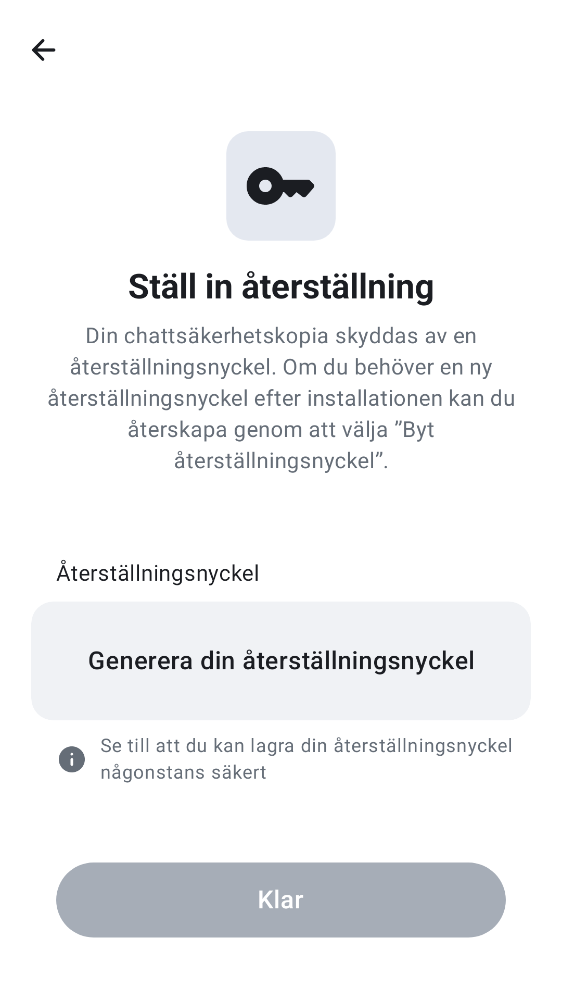 Ställ in återställning
Din chattsäkerhetskopia skyddas av en
återställningsnyckel. Om du behöver en ny
återställningsnyckel efter installationen kan du
återskapa genom att välja ”Byt
återställningsnyckel”.
Återställningsnyckel
Generera din återställningsnyckel
Se till att du kan lagra din återställningsnyckel
någonstans säkert
Klar